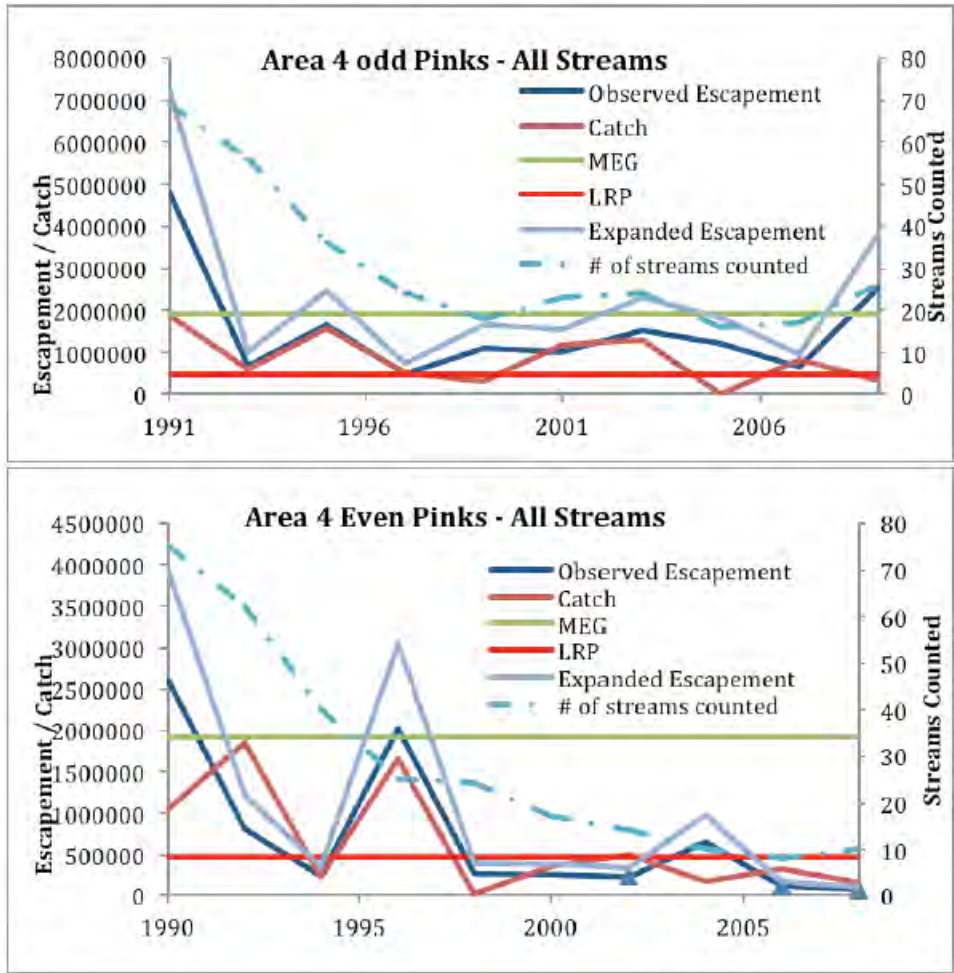 Area 4 odd Pinks - All Streams
Escapement / Catch
8000000
7000000
6000000
5000000
4000000
3000000
2000000
1000000
0
Observed Escapement
Catch
MEG
LRP
Expanded Escapement
# of streams counted
80
70
60
50
40
30
20
10
0
Streams Counted
1991
1996
2001
2006
Area 4 Even Pinks - All Streams
Escapement / Catch
4500000
4000000
3500000
3000000
2500000
2000000
1500000
1000000
500000
0
Observed Escapement
Catch
MEG
LRP
Expanded Escapement
# of streams counted
80
70
60
50
40
30
20
10
0
Streams Counted
1990
1995
2000
2005